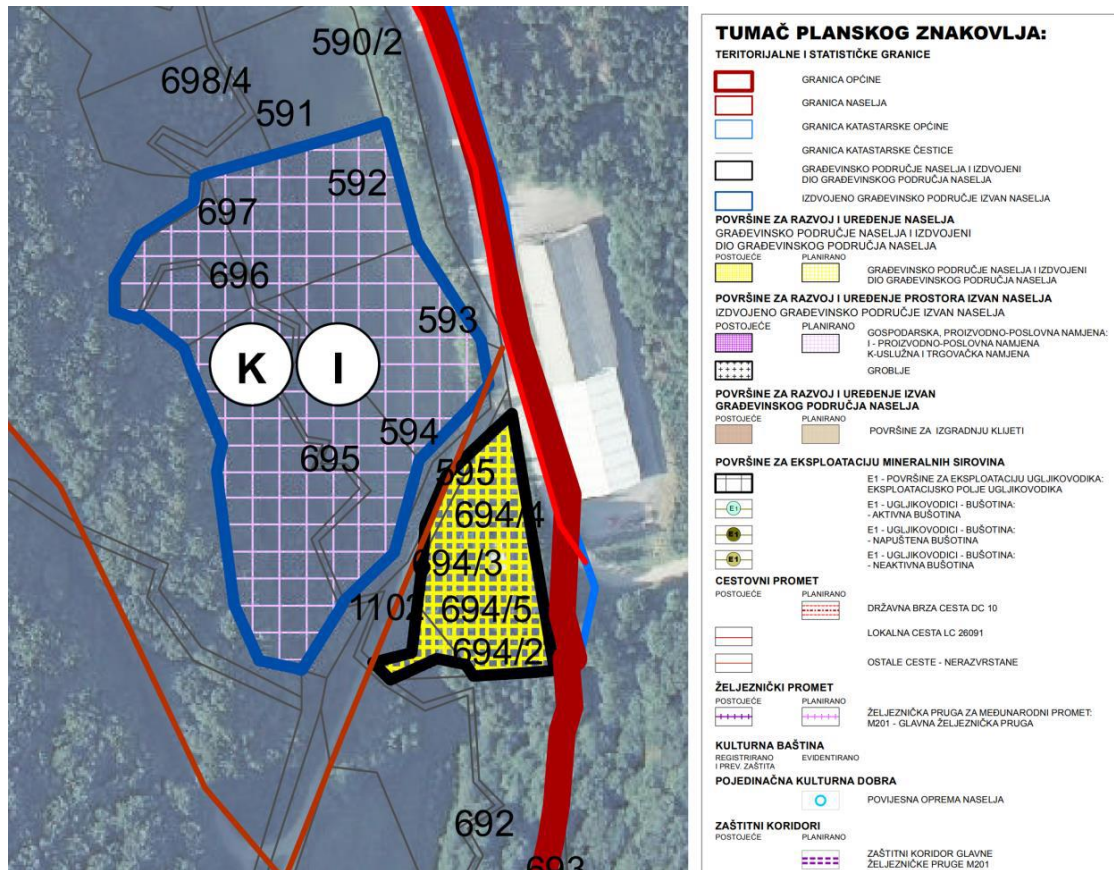 590/2
698/4
591
592
697
696
593
K
I
594
695
595
694/4
694/3
1102
694/5
694/2
692
693
TUMAČ PLANSKOG ZNAKOVLJA:
TERITORIJALNE I STATISTIČKE GRANICE
GRANICA OPĆINE
GRANICA NASELJA
GRANICA KATASTARSKE OPĆINE
GRANICA KATASTARSKE ČESTICE
GRAĐEVINSKO PODRUČJE NASELJA I IZDVOJENI
DIO GRAĐEVINSKOG PODRUČJA NASELJA
IZDVOJENO GRAĐEVINSKO PODRUČJE IZVAN NASELJA
POVRŠINE ZA RAZVOJ I UREĐENJE NASELJA
GRAĐEVINSKO PODRUČJE NASELJA I IZDVOJENI
DIO GRAĐEVINSKOG PODRUČJA NASELJA
POSTOJEĆE PLANIRANO
GRAĐEVINSKO PODRUČJE NASELJA I IZDVOJENI
DIO GRAĐEVINSKOG PODRUČJA NASELJA
POVRŠINE ZA RAZVOJ I UREĐENJE PROSTORA IZVAN NASELJA
IZDVOJENO GRAĐEVINSKO PODRUČJE IZVAN NASELJA
POSTOJEĆE PLANIRANO
GOSPODARSKA, PROIZVODNO-POSLOVNA NAMJENA:
I - PROIZVODNO-POSLOVNA NAMJENA
K-USLUŽNA I TRGOVAČKA NAMJENA
GROBLJE
POVRŠINE ZA RAZVOJ I UREĐENJE IZVAN
GRAĐEVINSKOG PODRUČJA NASELJA
POSTOJEĆE PLANIRANO
POVRŠINE ZA IZGRADNJU KLIJETI
POVRŠINE ZA EKSPLOATACIJU MINERALNIH SIROVINA
E1 - POVRŠINE ZA EKSPLOATACIJU UGLJIKOVODIKA:
EKSPLOATACIJSKO POLJE UGLJIKOVODIKA
E1
E1 - UGLJIKOVODICI - BUŠOTINA:
- AKTIVNA BUŠOTINA
E1
E1 - UGLJIKOVODICI - BUŠOTINA:
- NAPUŠTENA BUŠOTINA
E1
E1 - UGLJIKOVODICI - BUŠOTINA:
- NEAKTIVNA BUŠOTINA
CESTOVNI PROMET
POSTOJEĆE PLANIRANO
DRŽAVNA BRZA CESTA DC 10
LOKALNA CESTA LC 26091
OSTALE CESTE - NERAZVRSTANE
ŽELJEZNIČKI PROMET
POSTOJEĆE PLANIRANO
ŽELJEZNIČKA PRUGA ZA MEĐUNARODNI PROMET:
M201 - GLAVNA ŽELJEZNIČKA PRUGA
KULTURNA BAŠTINA
REGISTRIRANO EVIDENTIRANO
I PREV. ZAŠTITA
POJEDINAČNA KULTURNA DOBRA
POVIJESNA OPREMA NASELJA
ZAŠTITNI KORIDORI
POSTOJEĆE PLANIRANO
ZAŠTITNI KORIDOR GLAVNE
ŽELJEZNIČKE PRUGE M201